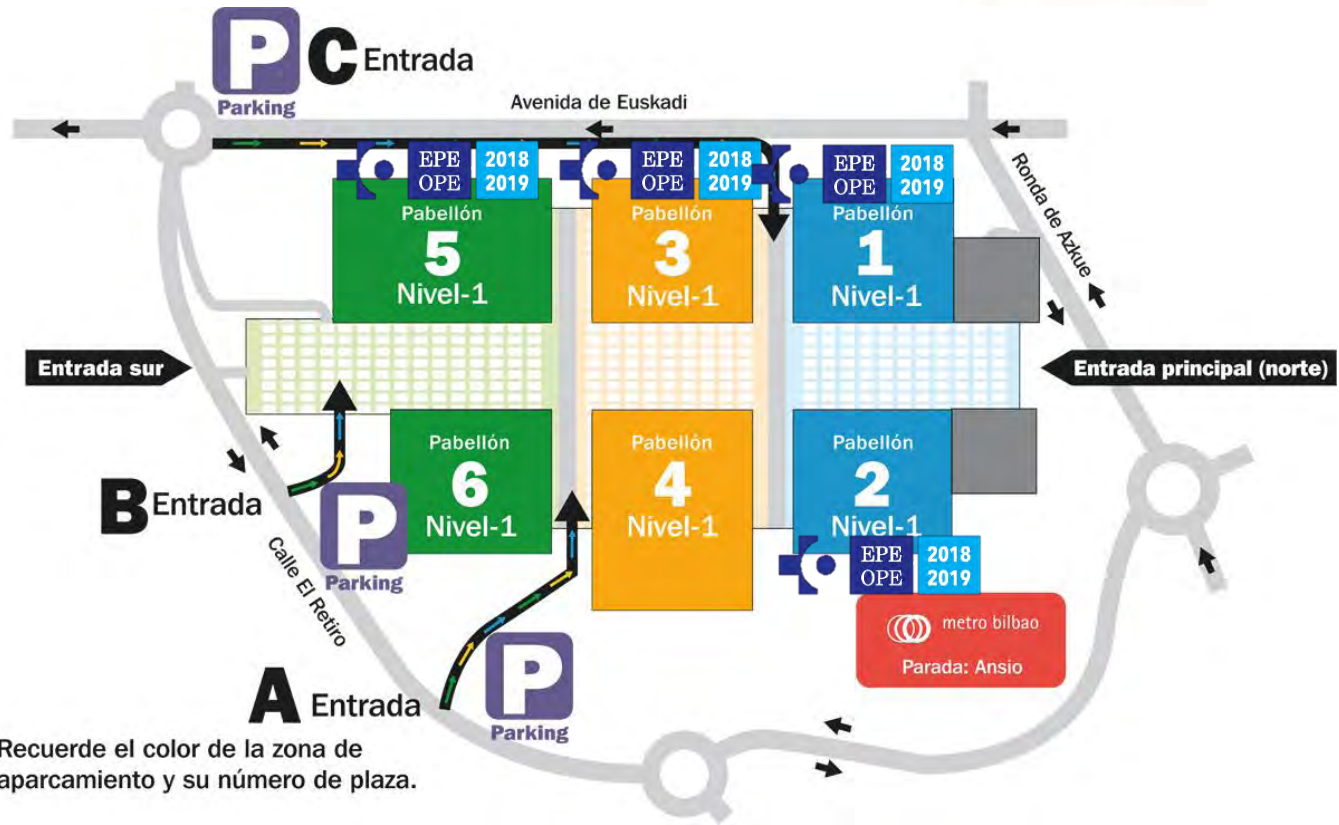 P
Parking
C Entrada
Avenida de Euskadi
Ronda de Azkue
EPE
OPE
2018
2019
EPE
OPE
2018
2019
EPE
OPE
2018
2019
Pabellón
5
Nivel-1
Pabellón
3
Nivel-1
Pabellón
1
Nivel-1
Entrada sur
Entrada principal (norte)
Pabellón
6
Nivel-1
Pabellón
4
Nivel-1
Pabellón
2
Nivel-1
EPE
OPE
2018
2019
B Entrada
P
Parking
Calle El Retiro
metro bilbao
Parada: Ansio
A Entrada
P
Parking
Recuerde el color de la zona de
aparcamiento y su número de plaza.